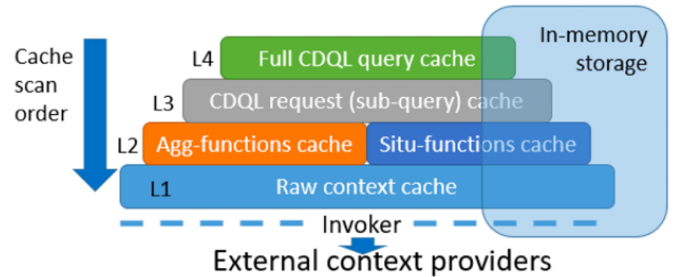 Cache
scan
order
In-memory
storage
L4 Full CDQL query cache
L3 CDQL request (sub-query) cache
L2 Agg-functions cache Situ-functions cache
L1 Raw context cache
Invoker
External context providers